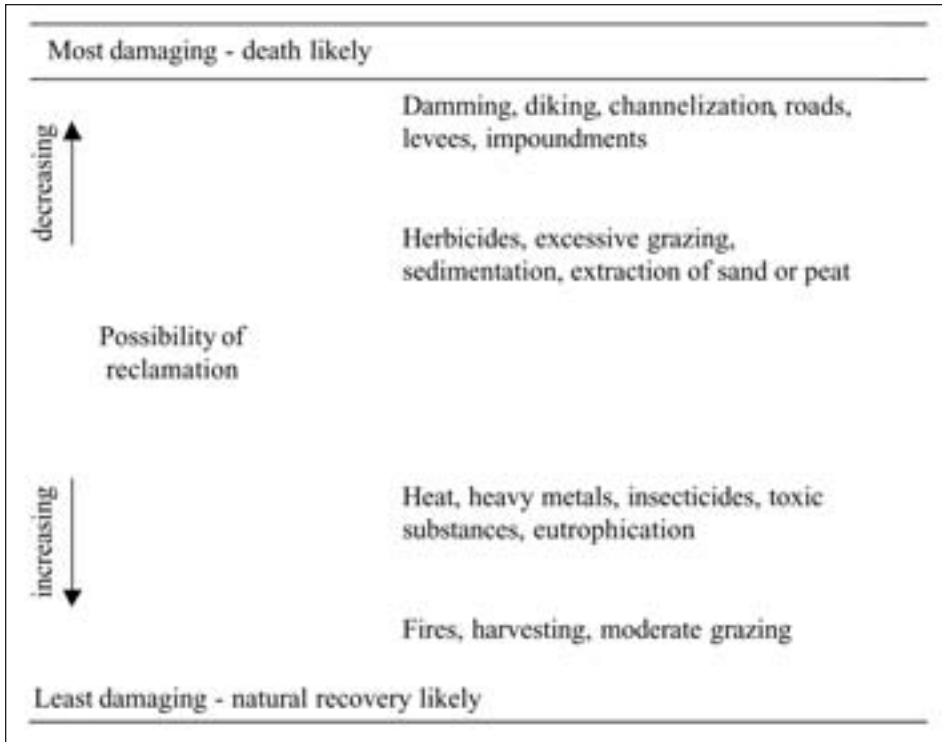 Most damaging - death likely
decreasing
Damming, diking, channelization, roads,
levees, impoundments
Herbicides, excessive grazing,
sedimentation, extraction of sand or peat
Possibility of
reclamation
increasing
Heat, heavy metals, insecticides, toxic
substances, eutrophication
Fires, harvesting, moderate grazing
Least damaging - natural recovery likely